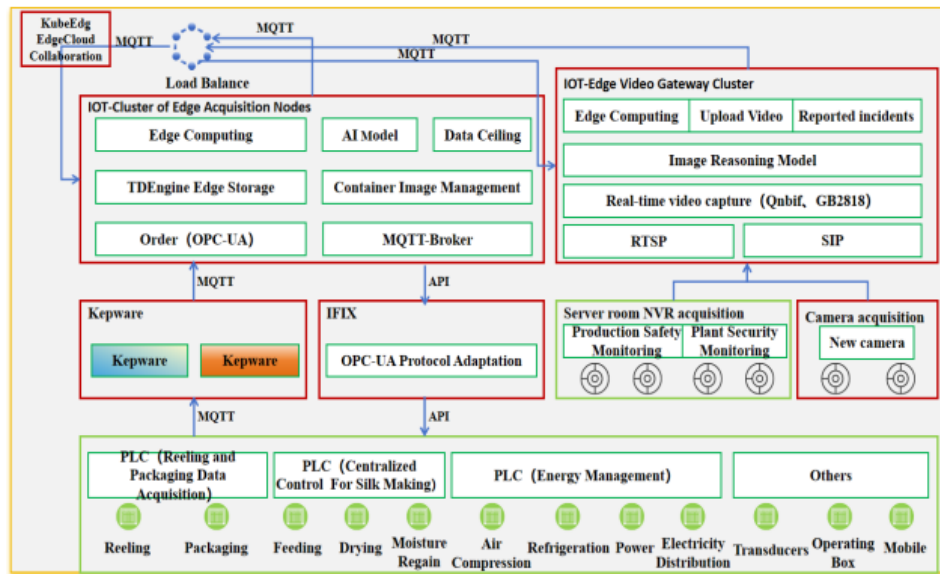 KubeEdg
EdgeCloud
Collaboration
MQTT
MQTT
MQTT
MQTT
Load Balance
IOT-Cluster of Edge Acquisition Nodes
Edge Computing
AI Model
Data Ceiling
TDEngine Edge Storage
Container Image Management
Order（OPC-UA）
MQTT-Broker
IOT-Edge Video Gateway Cluster
Edge Computing
Upload Video
Reported incidents
Image Reasoning Model
Real-time video capture（Qnbif、GB2818）
RTSP
SIP
MQTT
API
Kepware
Kepware
Kepware
IFIX
OPC-UA Protocol Adaptation
Server room NVR acquisition
Production Safety
Monitoring
Plant Security
Monitoring
Camera acquisition
New camera
MQTT
API
PLC（Reeling and
Packaging Data
Acquisition）
PLC（Centralized
Control For Silk Making）
PLC（Energy Management）
Others
Reeling
Packaging
Feeding
Drying
Moisture
Regain
Air
Compression
Refrigeration
Power
Electricity
Distribution
Transducers
Operating
Box
Mobile